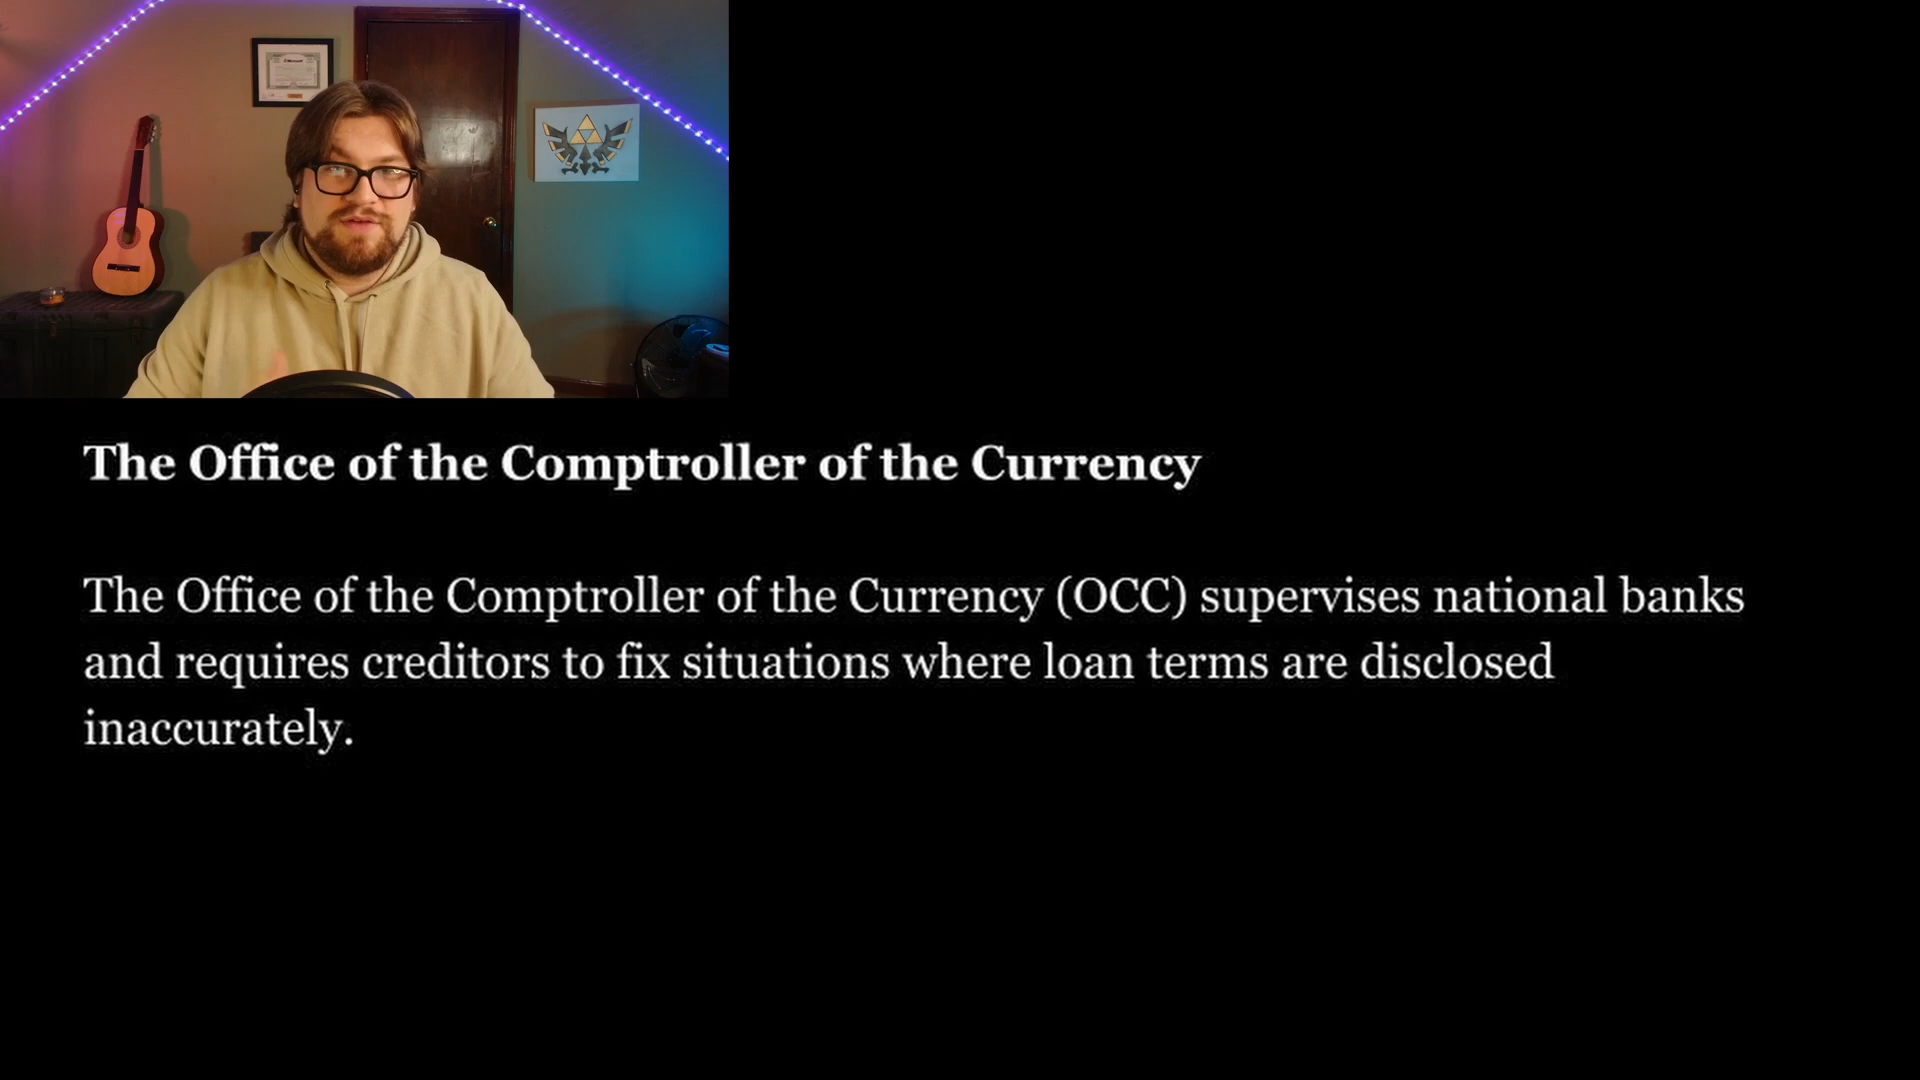 Microsoft
The Office of the Comptroller of the Currency
The Office of the Comptroller of the Currency (OCC) supervises national banks
and requires creditors to fix situations where loan terms are disclosed
inaccurately.